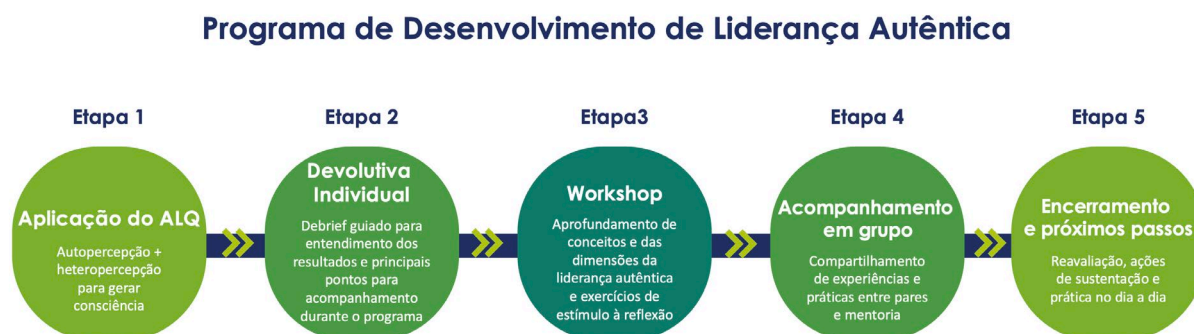 Programa de Desenvolvimento de Liderança Autêntica
Etapa 1
Aplicação do ALQ
Autopercepção +
heteropercepção
para gerar
consciência
Etapa 2
Devolutiva
Individual
Debrief guiado para
entendimento dos
resultados e principais
pontos para
acompanhamento
durante o programa
Etapa3
Workshop
Aprofundamento de
conceitos e das
dimensões da
liderança autêntica
e exercícios de
estímulo à reflexão
Etapa 4
Acompanhamento
em grupo
Compartilhamento
de experiências e
práticas entre pares
e mentoria
Etapa 5
Encerramento
e próximos passos
Reavaliação, ações
de sustentação e
prática no dia a dia